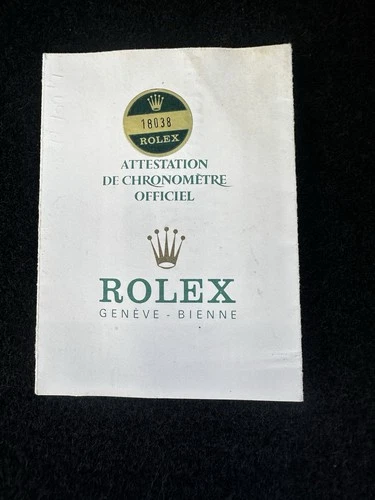 18038
ROLEX
ATTESTATION
DE CHRONOMÈTRE
OFFICIEL
ROLEX
GENÈVE - BIENNE